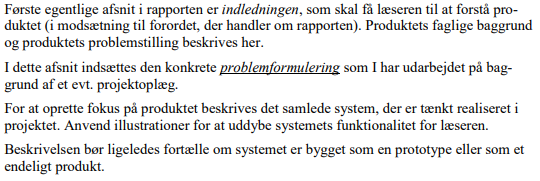 Første egentlige afsnit i rapporten er indledningen, som skal få læseren til at forstå pro-
duktet (i modsætning til forordet, der handler om rapporten). Produktets faglige baggrund
og produktets problemstilling beskrives her.
I dette afsnit indsættes den konkrete problemformulering som I har udarbejdet på bag-
grund af et evt. projektoplæg.
For at oprette fokus på produktet beskrives det samlede system, der er tænkt realiseret i
projektet. Anvend illustrationer for at uddybe systemets funktionalitet for læseren.
Beskrivelsen bør ligeledes fortælle om systemet er bygget som en prototype eller som et
endeligt produkt.